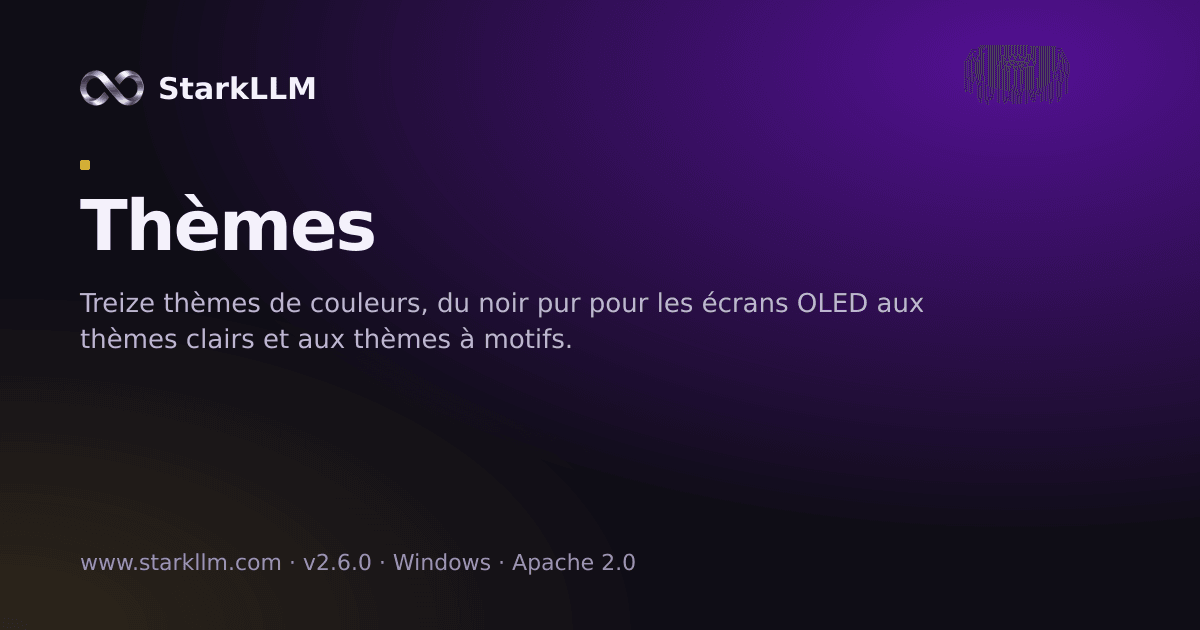 StarkLLM
Thèmes
Treize thèmes de couleurs, du noir pur pour les écrans OLED aux
thèmes clairs et aux thèmes à motifs.
www.starkllm.com · v2.6.0 · Windows · Apache 2.0